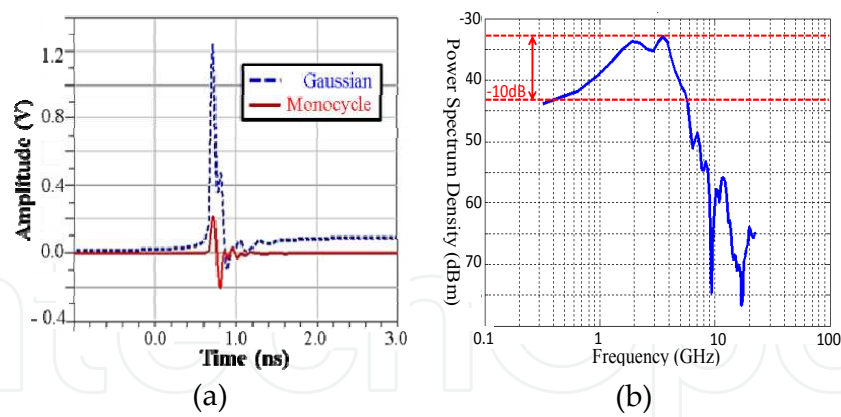 1.2
0.8
0.4
0.0
- 0.4
0.0
1.0
2.0
3.0
Amplitude (V)
Time (ns)
Gaussian
Monocycle
(a)
-30
40
50
60
70
-10dB
Power Spectrum Density (dBm)
0.1
1
10
100
Frequency (GHz)
(b)